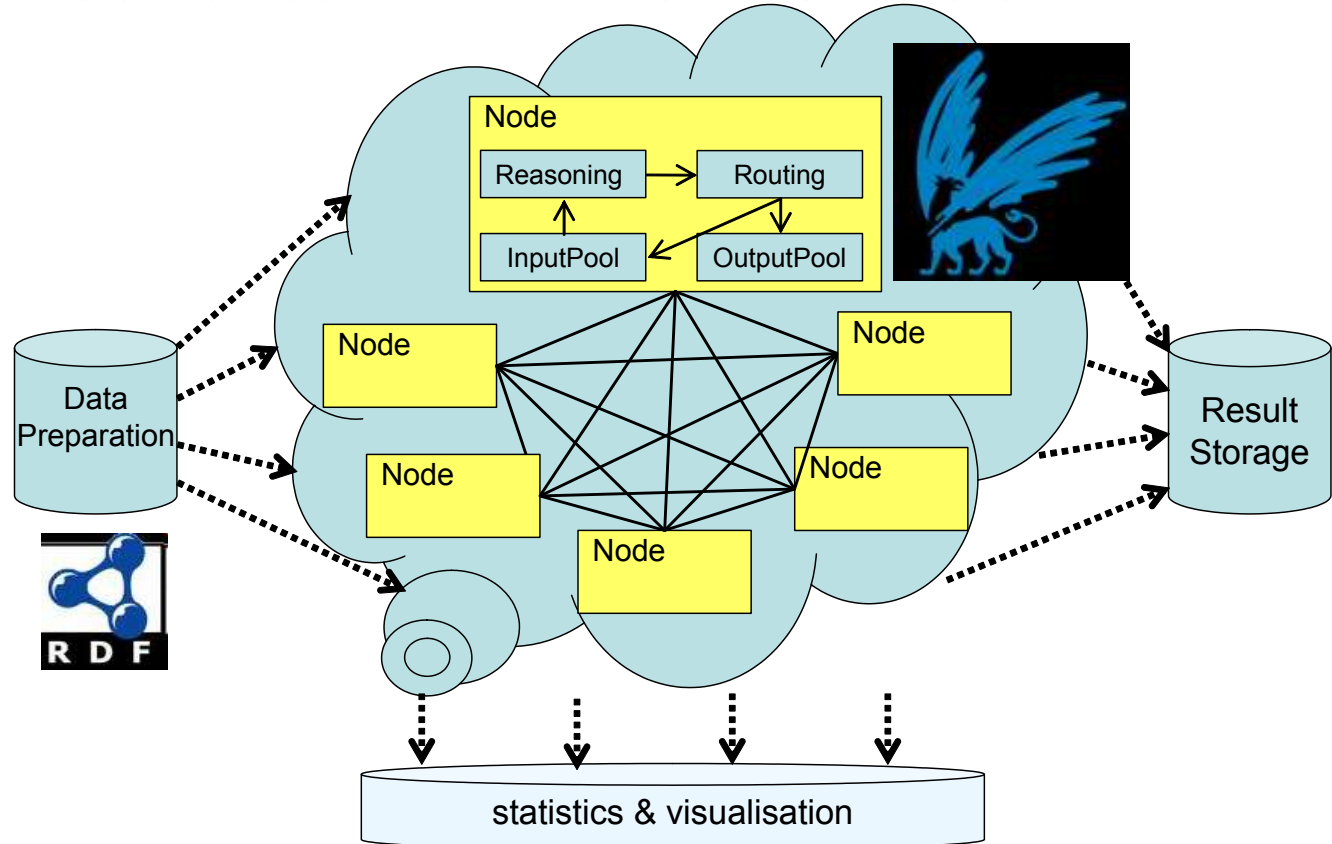 Node
Reasoning
Routing
InputPool
OutputPool
Node
Node
Data
Preparation
Result
Storage
Node
Node
Node
RDF
statistics & visualisation